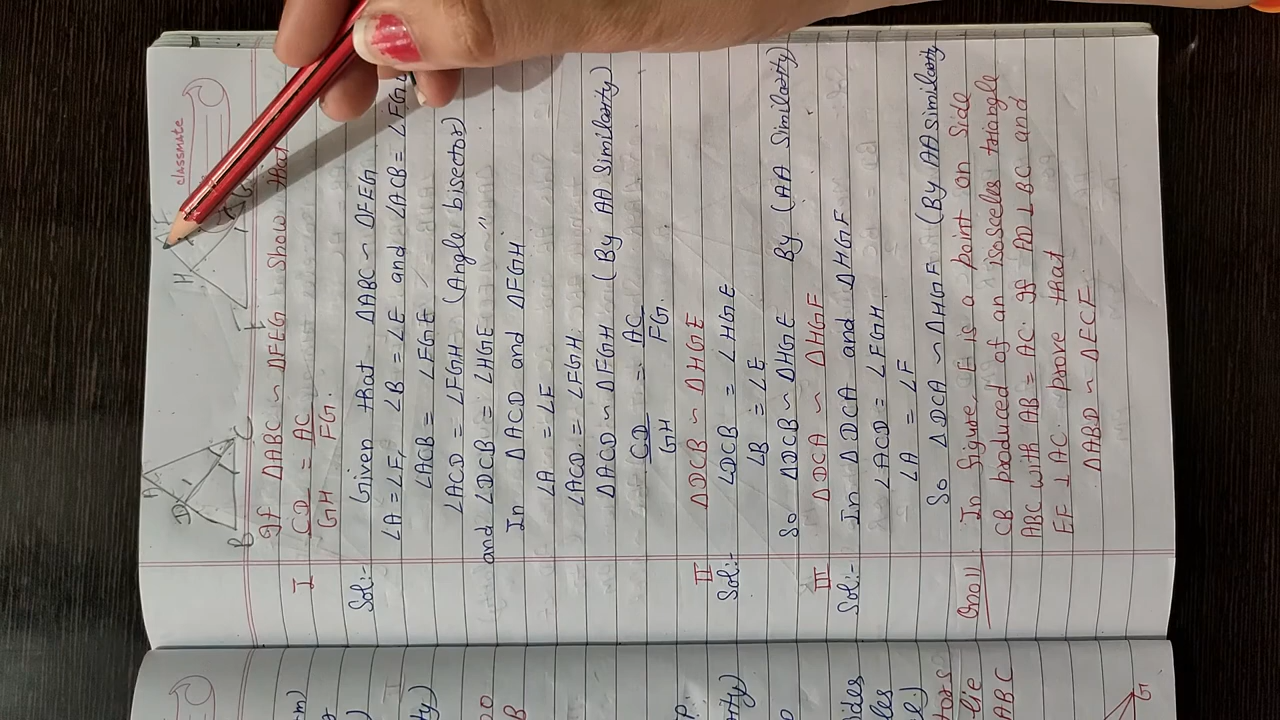 classmate
A
D
B
C
H
F
G
E
If ΔABC ~ ΔFEG Show that
I CD/GH = AC/FG.
Sol:- Given that ΔABC ~ ΔFEG
∠A = ∠F, ∠B = ∠E and ∠ACB = ∠FG
∠ACB = ∠FGE
∠ACD = ∠FGH (Angle bisector)
and ∠DCB = ∠HGE "
In ΔACD and ΔFGH
∠A = ∠F
∠ACD = ∠FGH
ΔACD ~ ΔFGH (By AA Similarity)
CD/GH = AC/FG.
II ΔDCB ~ ΔHGE
Sol:- ∠DCB = ∠HGE
∠B = ∠E
So ΔDCB ~ ΔHGE By (AA Similarity)
III ΔDCA ~ ΔHGF
Sol:- In ΔDCA and ΔHGF
∠ACD = ∠FGH
∠A = ∠F
So ΔDCA ~ ΔHGF (By AA similarity
Qno11 In figure, E is a point on Side
CB produced of an isoselles triangle
ABC with AB = AC If AD ⊥ BC and
EF ⊥ AC. prove that
ΔABD ~ ΔECF.
ABC
G